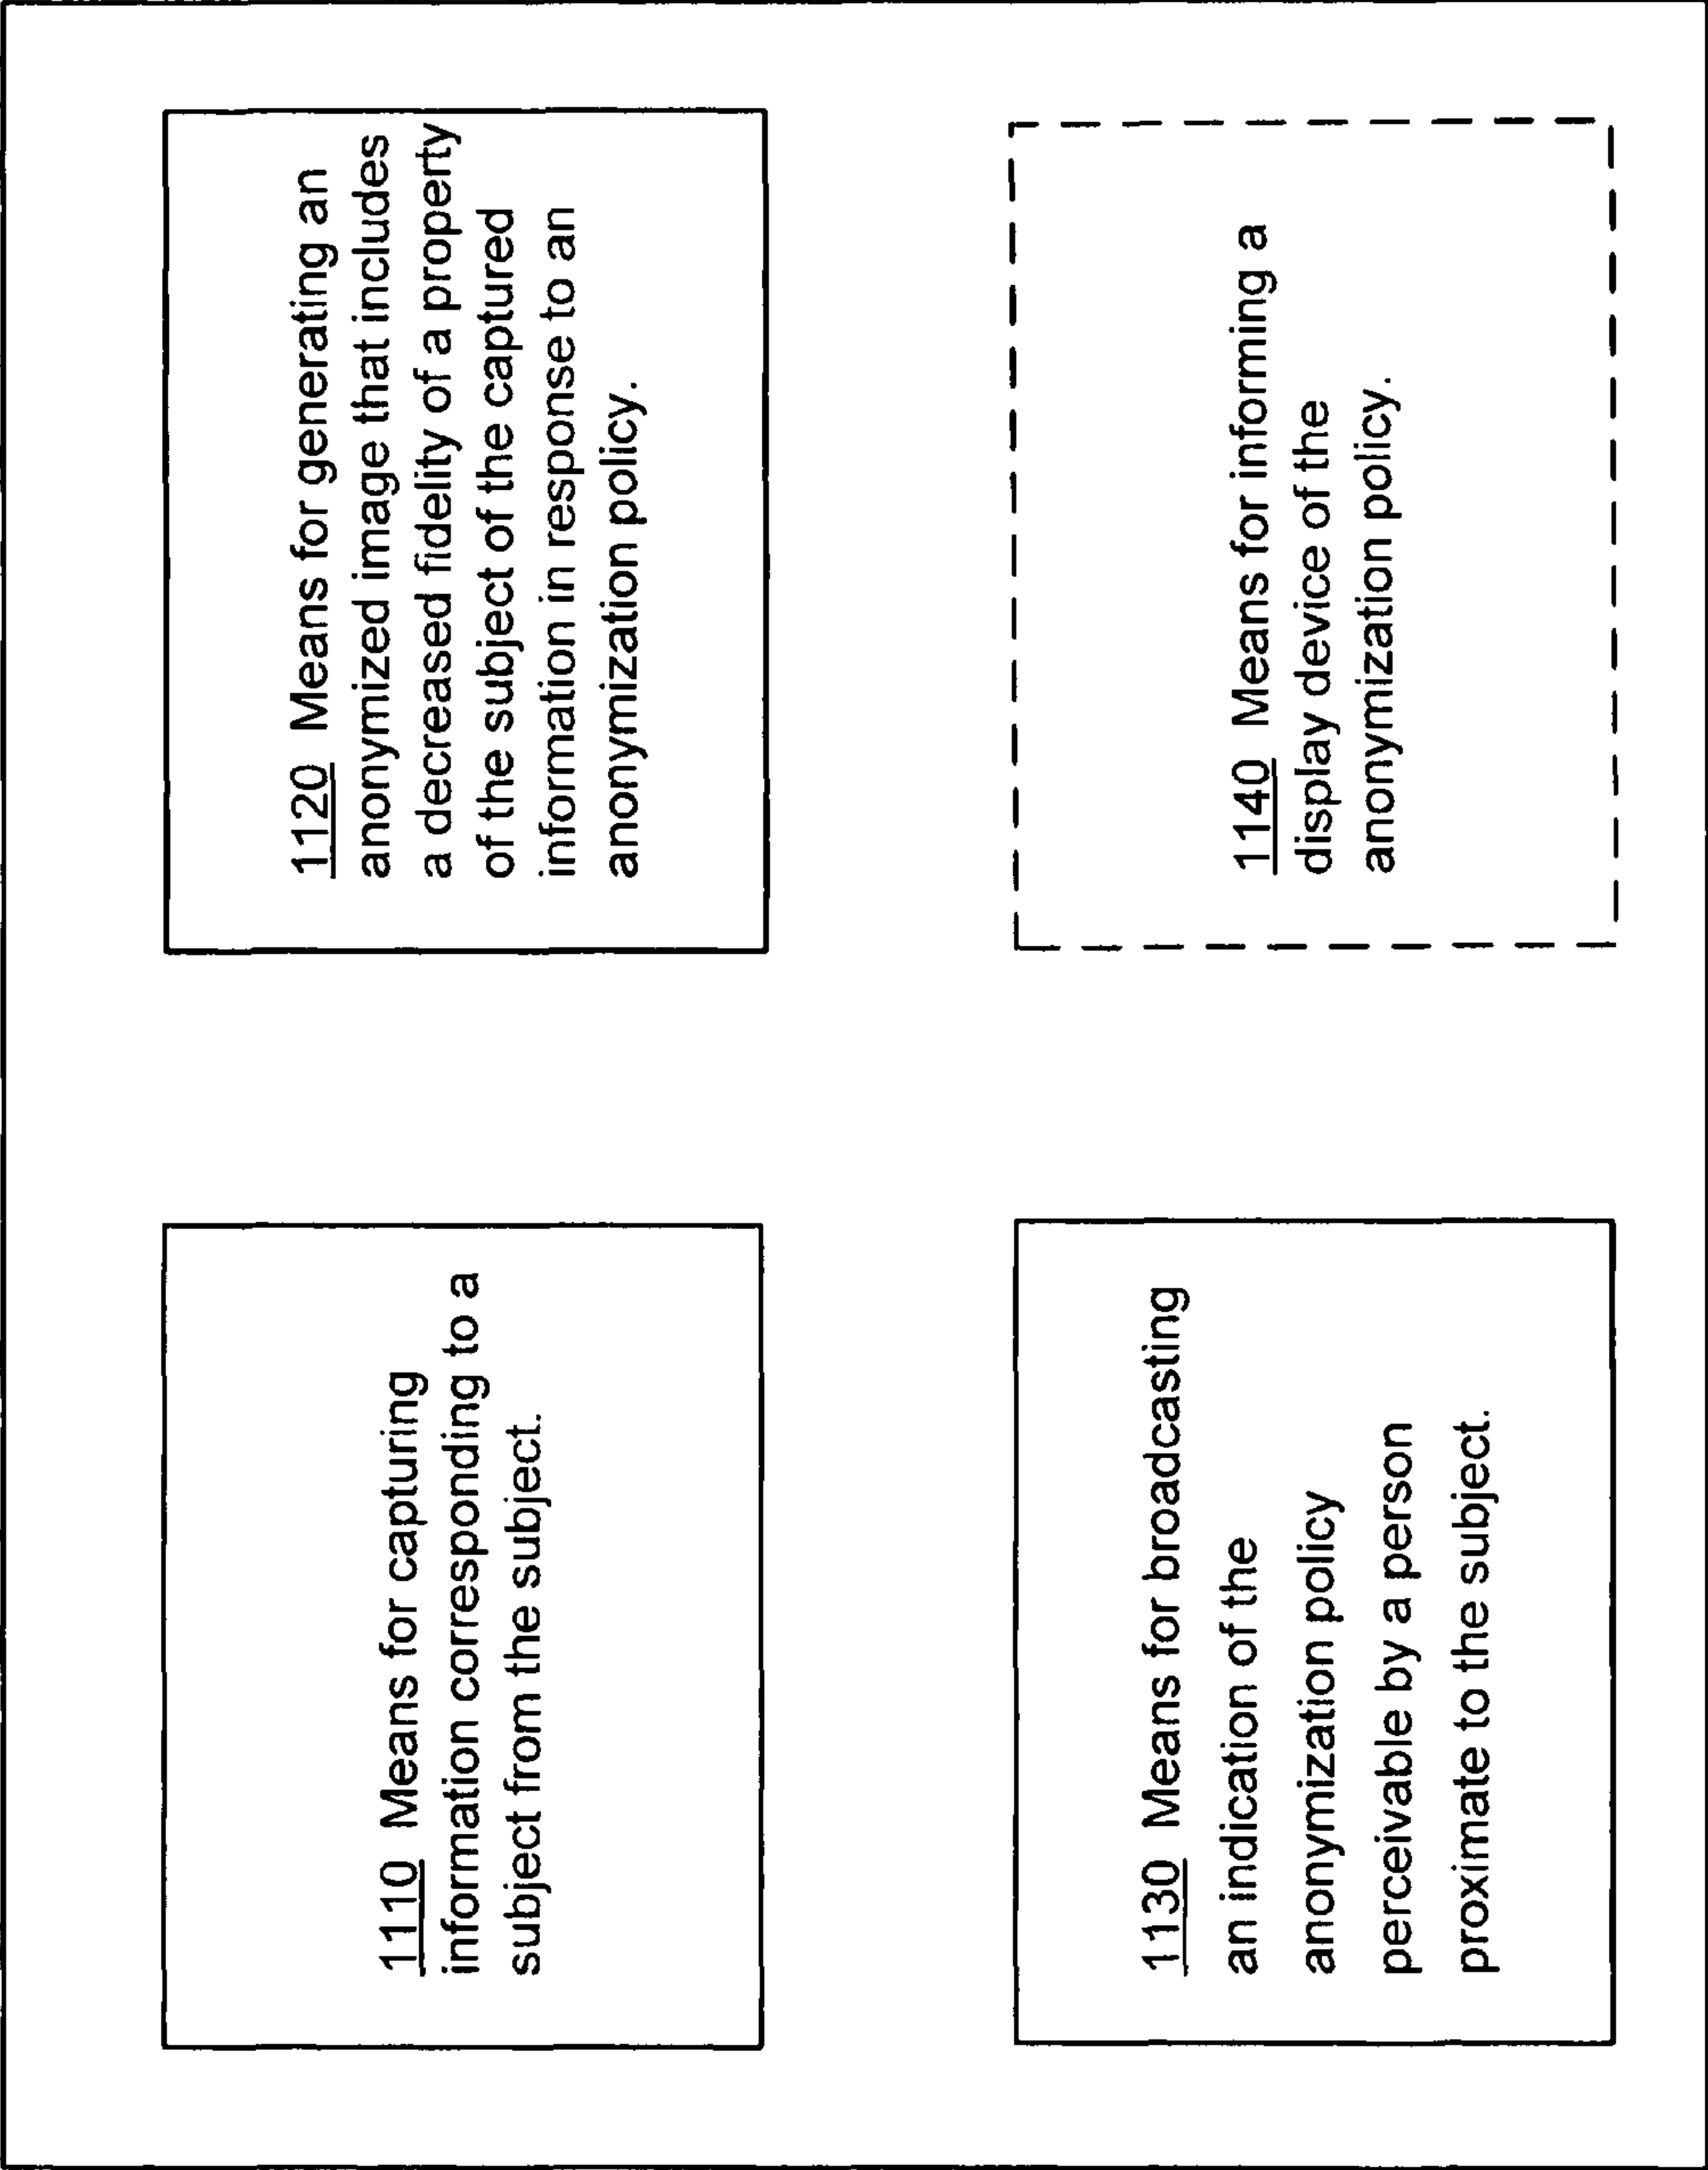 1110 Means for capturing
information corresponding to a
subject from the subject.
1120 Means for generating an
anonymized image that includes
a decreased fidelity of a property
of the subject of the captured
information in response to an
anonymization policy.
1130 Means for broadcasting
an indication of the
anonymization policy
perceivable by a person
proximate to the subject.
1140 Means for informing a
display device of the
anonymization policy.